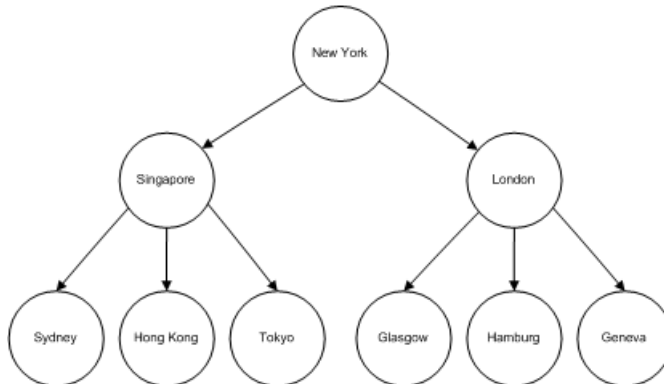 New York
Singapore
London
Sydney
Hong Kong
Tokyo
Glasgow
Hamburg
Geneva